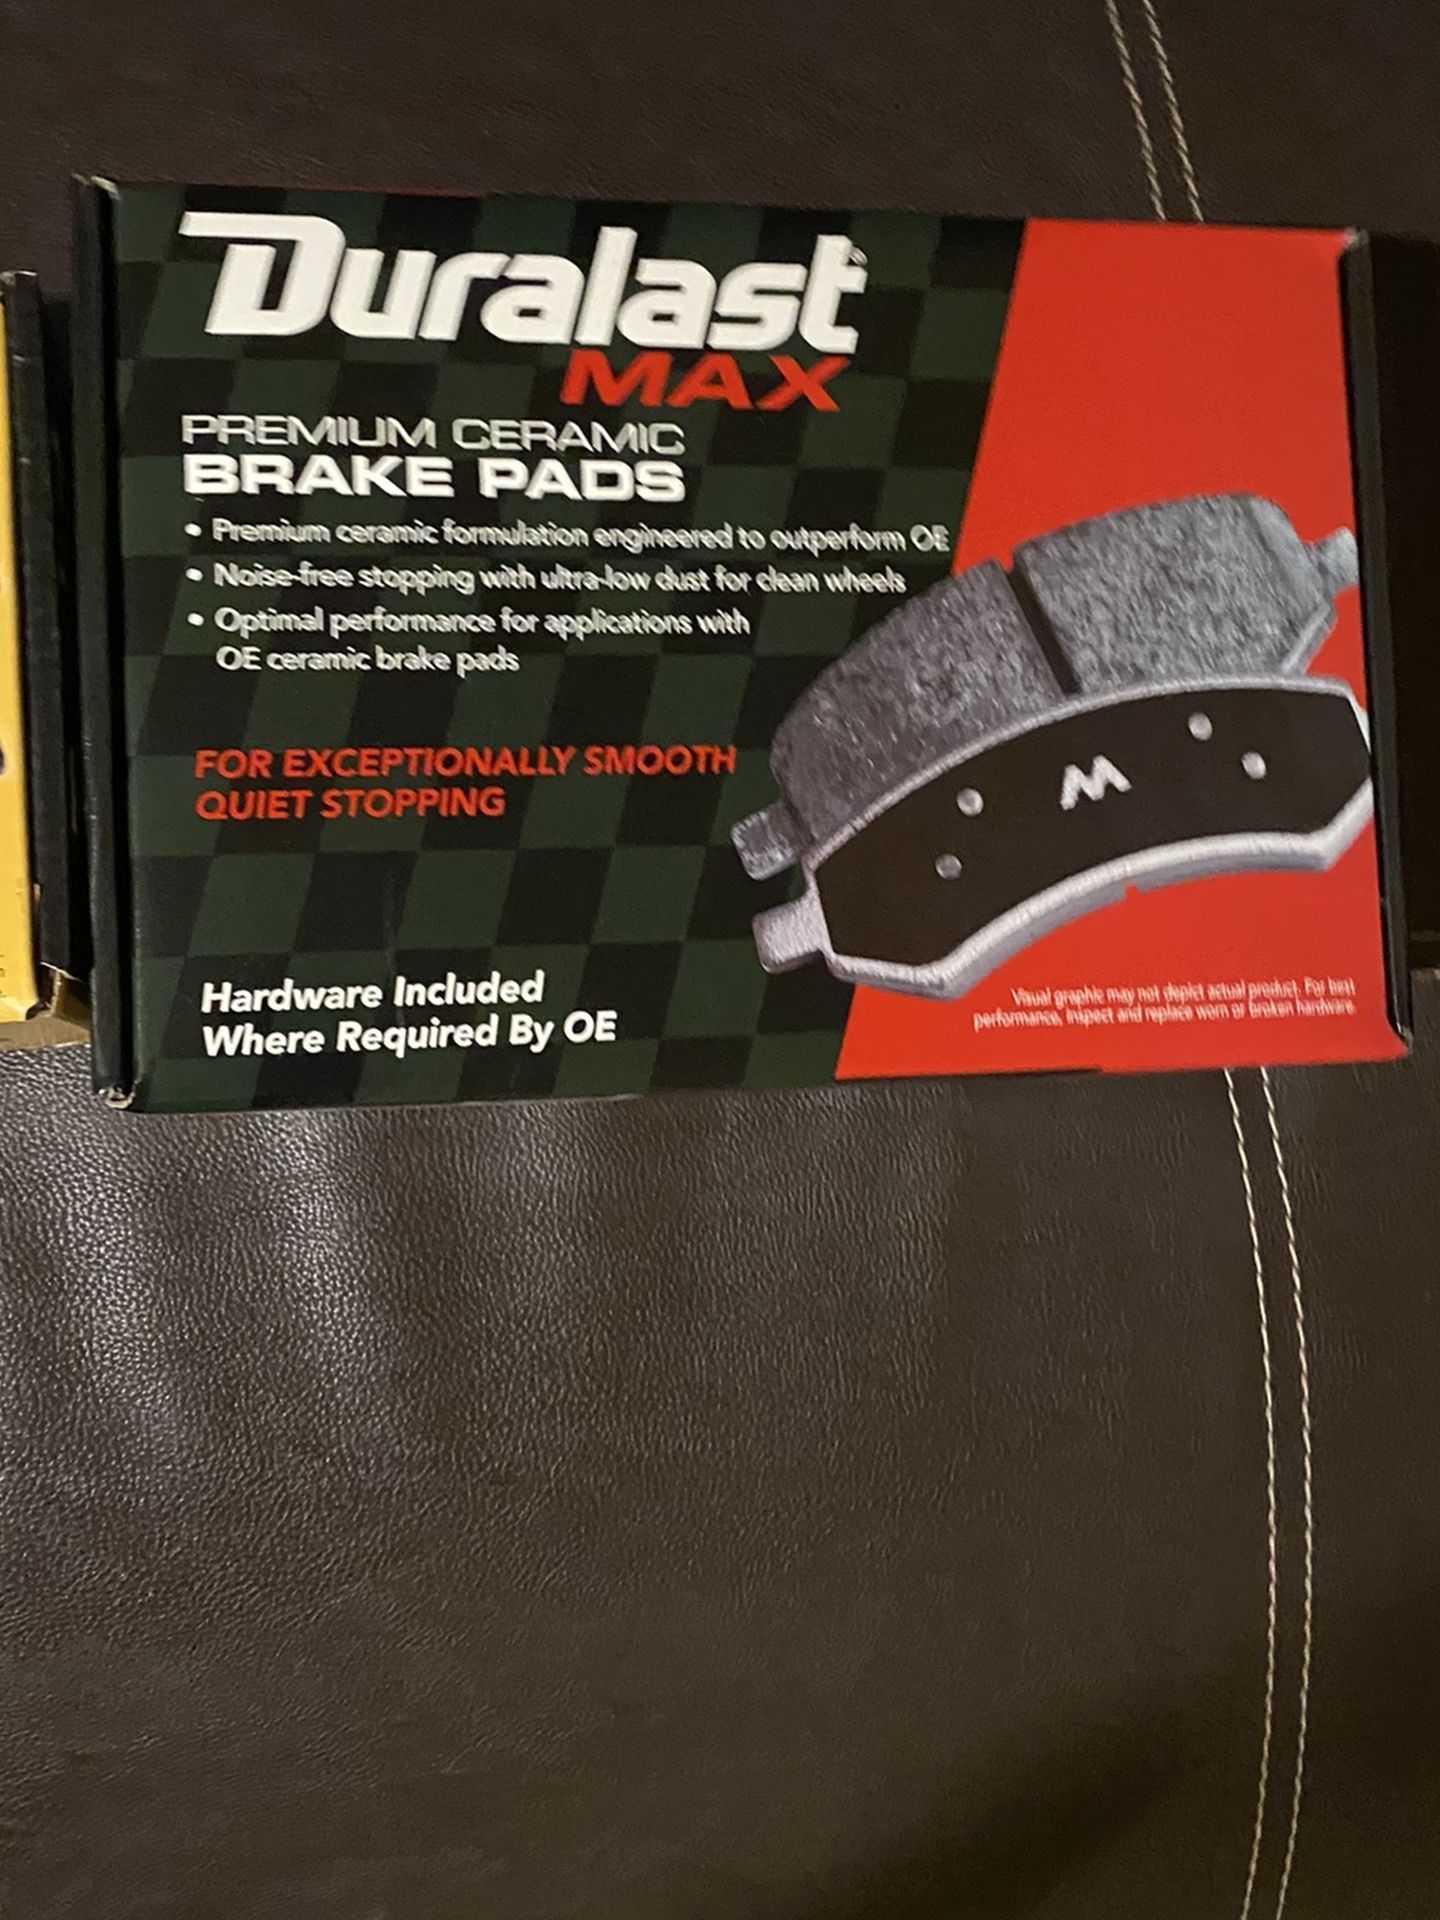 Duralast
MAX
PREMIUM CERAMIC
BRAKE PADS
• Premium ceramic formulation engineered to outperform OE
• Noise-free stopping with ultra-low dust for clean wheels
• Optimal performance for applications with
OE ceramic brake pads
FOR EXCEPTIONALLY SMOOTH
QUIET STOPPING
Hardware Included
Where Required By OE
Visual graphic may not depict actual product. For best
performance, inspect and replace worn or broken hardware.